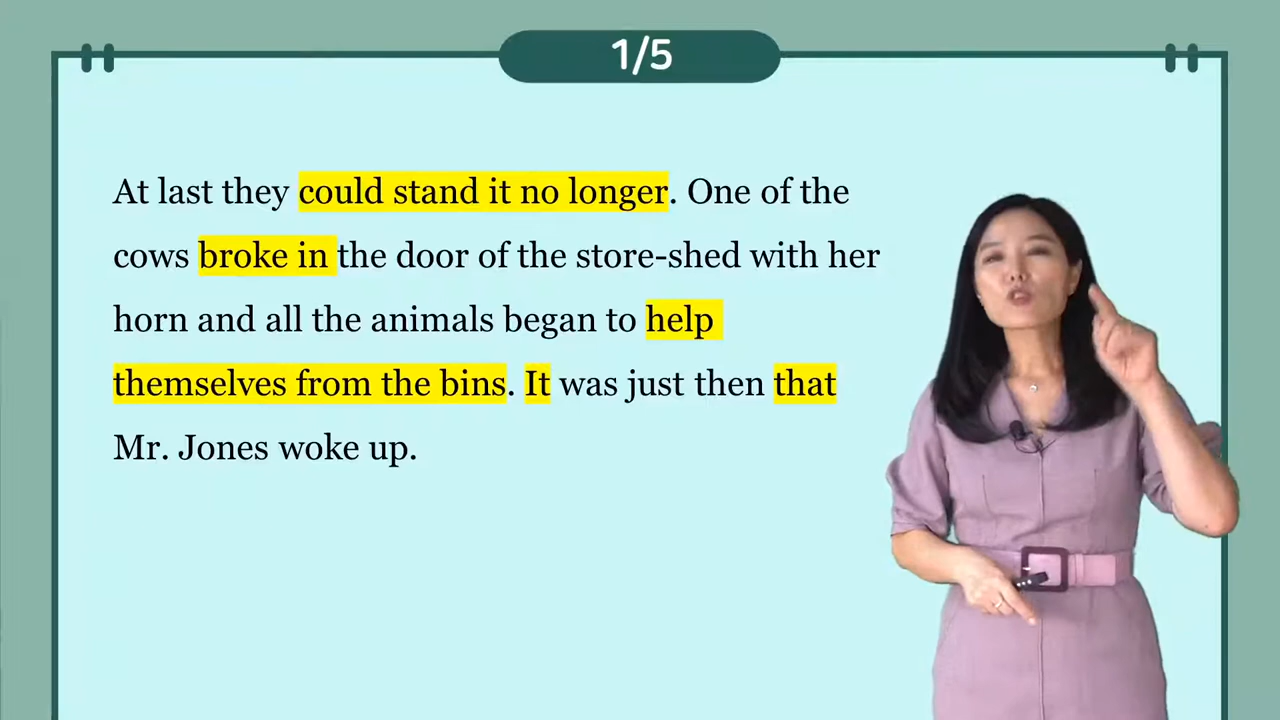 1/5
At last they could stand it no longer. One of the
cows broke in the door of the store-shed with her
horn and all the animals began to help
themselves from the bins. It was just then that
Mr. Jones woke up.